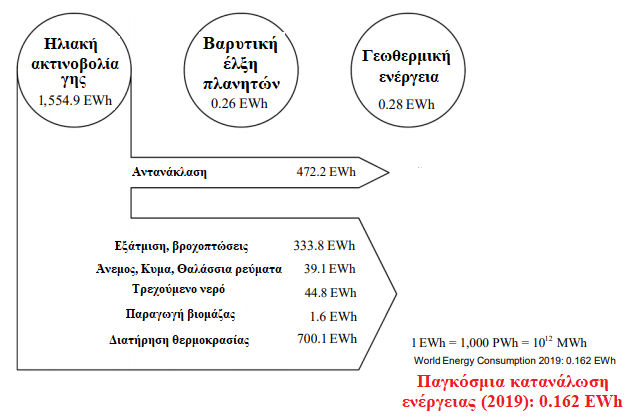 Ηλιακή
ακτινοβολία
γης
1,554.9 EWh
Βαρυτική
έλξη
πλανητών
0.26 EWh
Γεωθερμική
ενέργεια
0.28 EWh
Αντανάκλαση 472.2 EWh
Εξάτμιση, βροχοπτώσεις 333.8 EWh
Άνεμος, Κυμα, Θαλάσσια ρεύματα 39.1 EWh
Τρεχούμενο νερό 44.8 EWh
Παραγωγή βιομάζας 1.6 EWh
Διατήρηση θερμοκρασίας 700.1 EWh
1 EWh = 1,000 PWh = 10¹² MWh
World Energy Consumption 2019: 0.162 EWh
Παγκόσμια κατανάλωση
ενέργειας (2019): 0.162 EWh